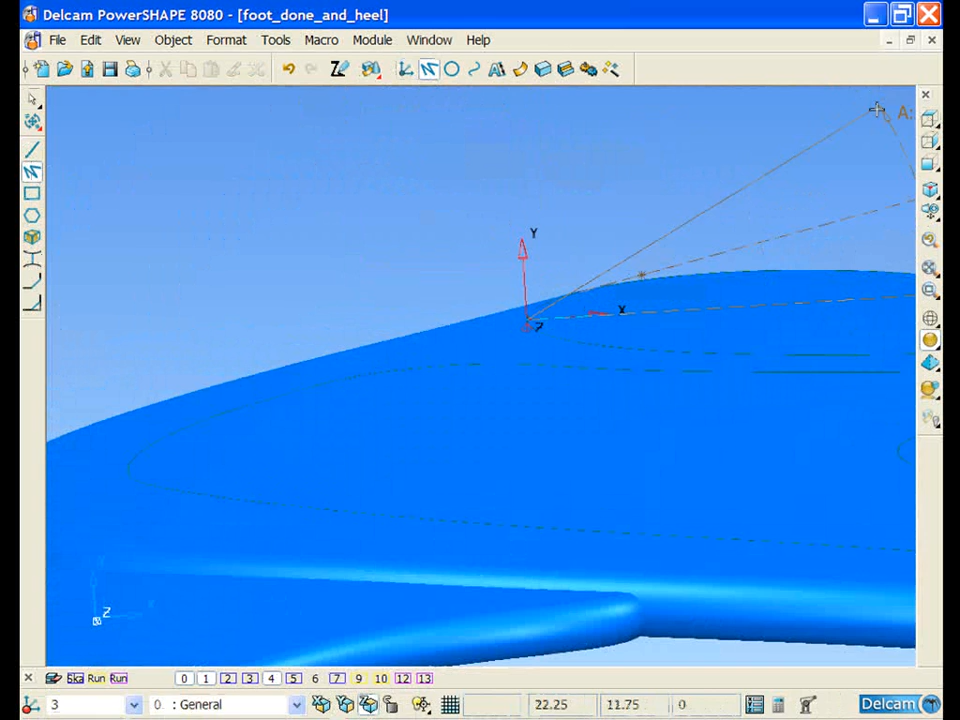 Delcam PowerSHAPE 8080 - [foot_done_and_heel]
File Edit View Object Format Tools Macro Module Window Help
A:
Y
X
Z
Z
Ska Run Run 0 1 2 3 4 5 6 7 9 10 12 13
3 0 : General 22.25 11.75 0 Delcam